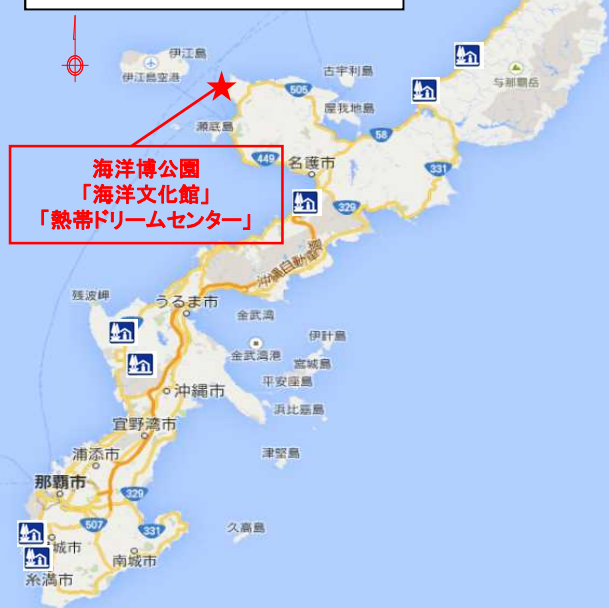 伊江島
伊江島空港
古宇利島
与那覇岳
505
屋我地島
瀬底島
58
449
名護市
331
海洋博公園
「海洋文化館」
「熱帯ドリームセンター」
329
沖縄自動車道
残波岬
うるま市
金武湾
伊計島
金武湾港
宮城島
平安座島
沖縄市
浜比嘉島
宜野湾市
浦添市
津堅島
那覇市
329
507
331
久高島
城市
南城市
糸満市